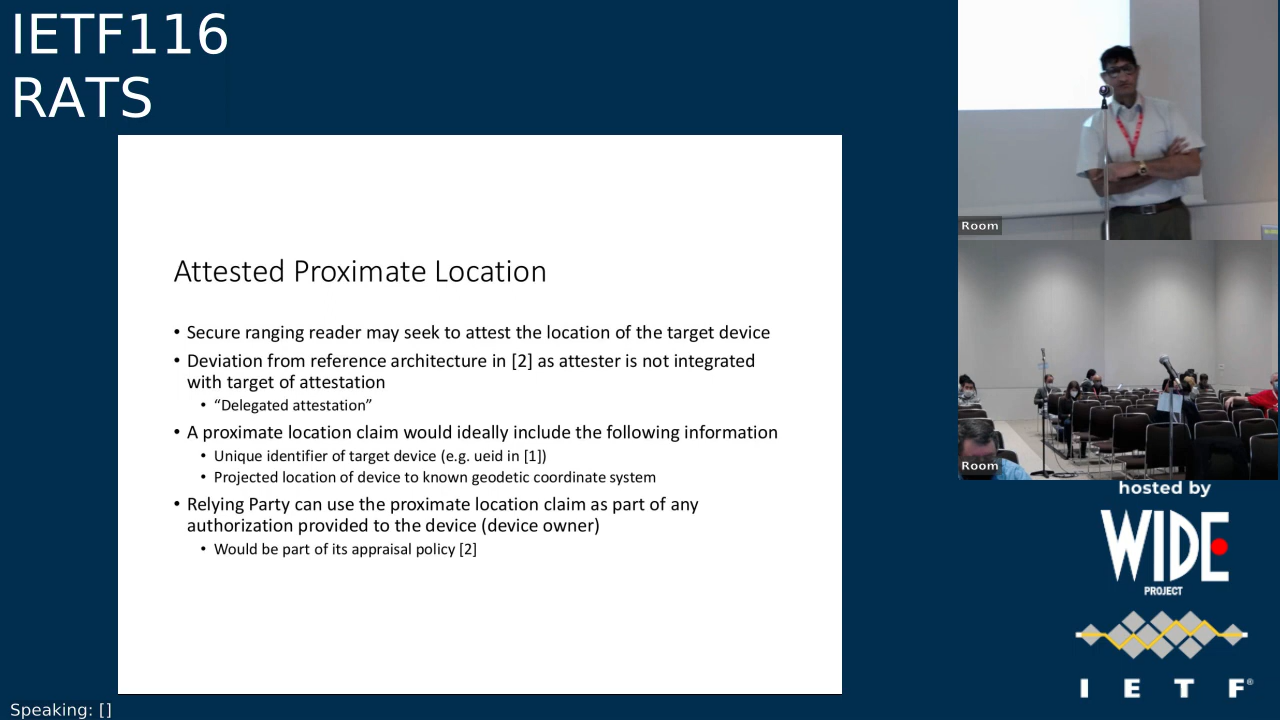 IETF116
RATS
Attested Proximate Location
• Secure ranging reader may seek to attest the location of the target device
• Deviation from reference architecture in [2] as attester is not integrated
with target of attestation
• “Delegated attestation”
• A proximate location claim would ideally include the following information
• Unique identifier of target device (e.g. ueid in [1])
• Projected location of device to known geodetic coordinate system
• Relying Party can use the proximate location claim as part of any
authorization provided to the device (device owner)
• Would be part of its appraisal policy [2]
Room
Room
hosted by
WIDE
PROJECT
I E T F®
Speaking: []